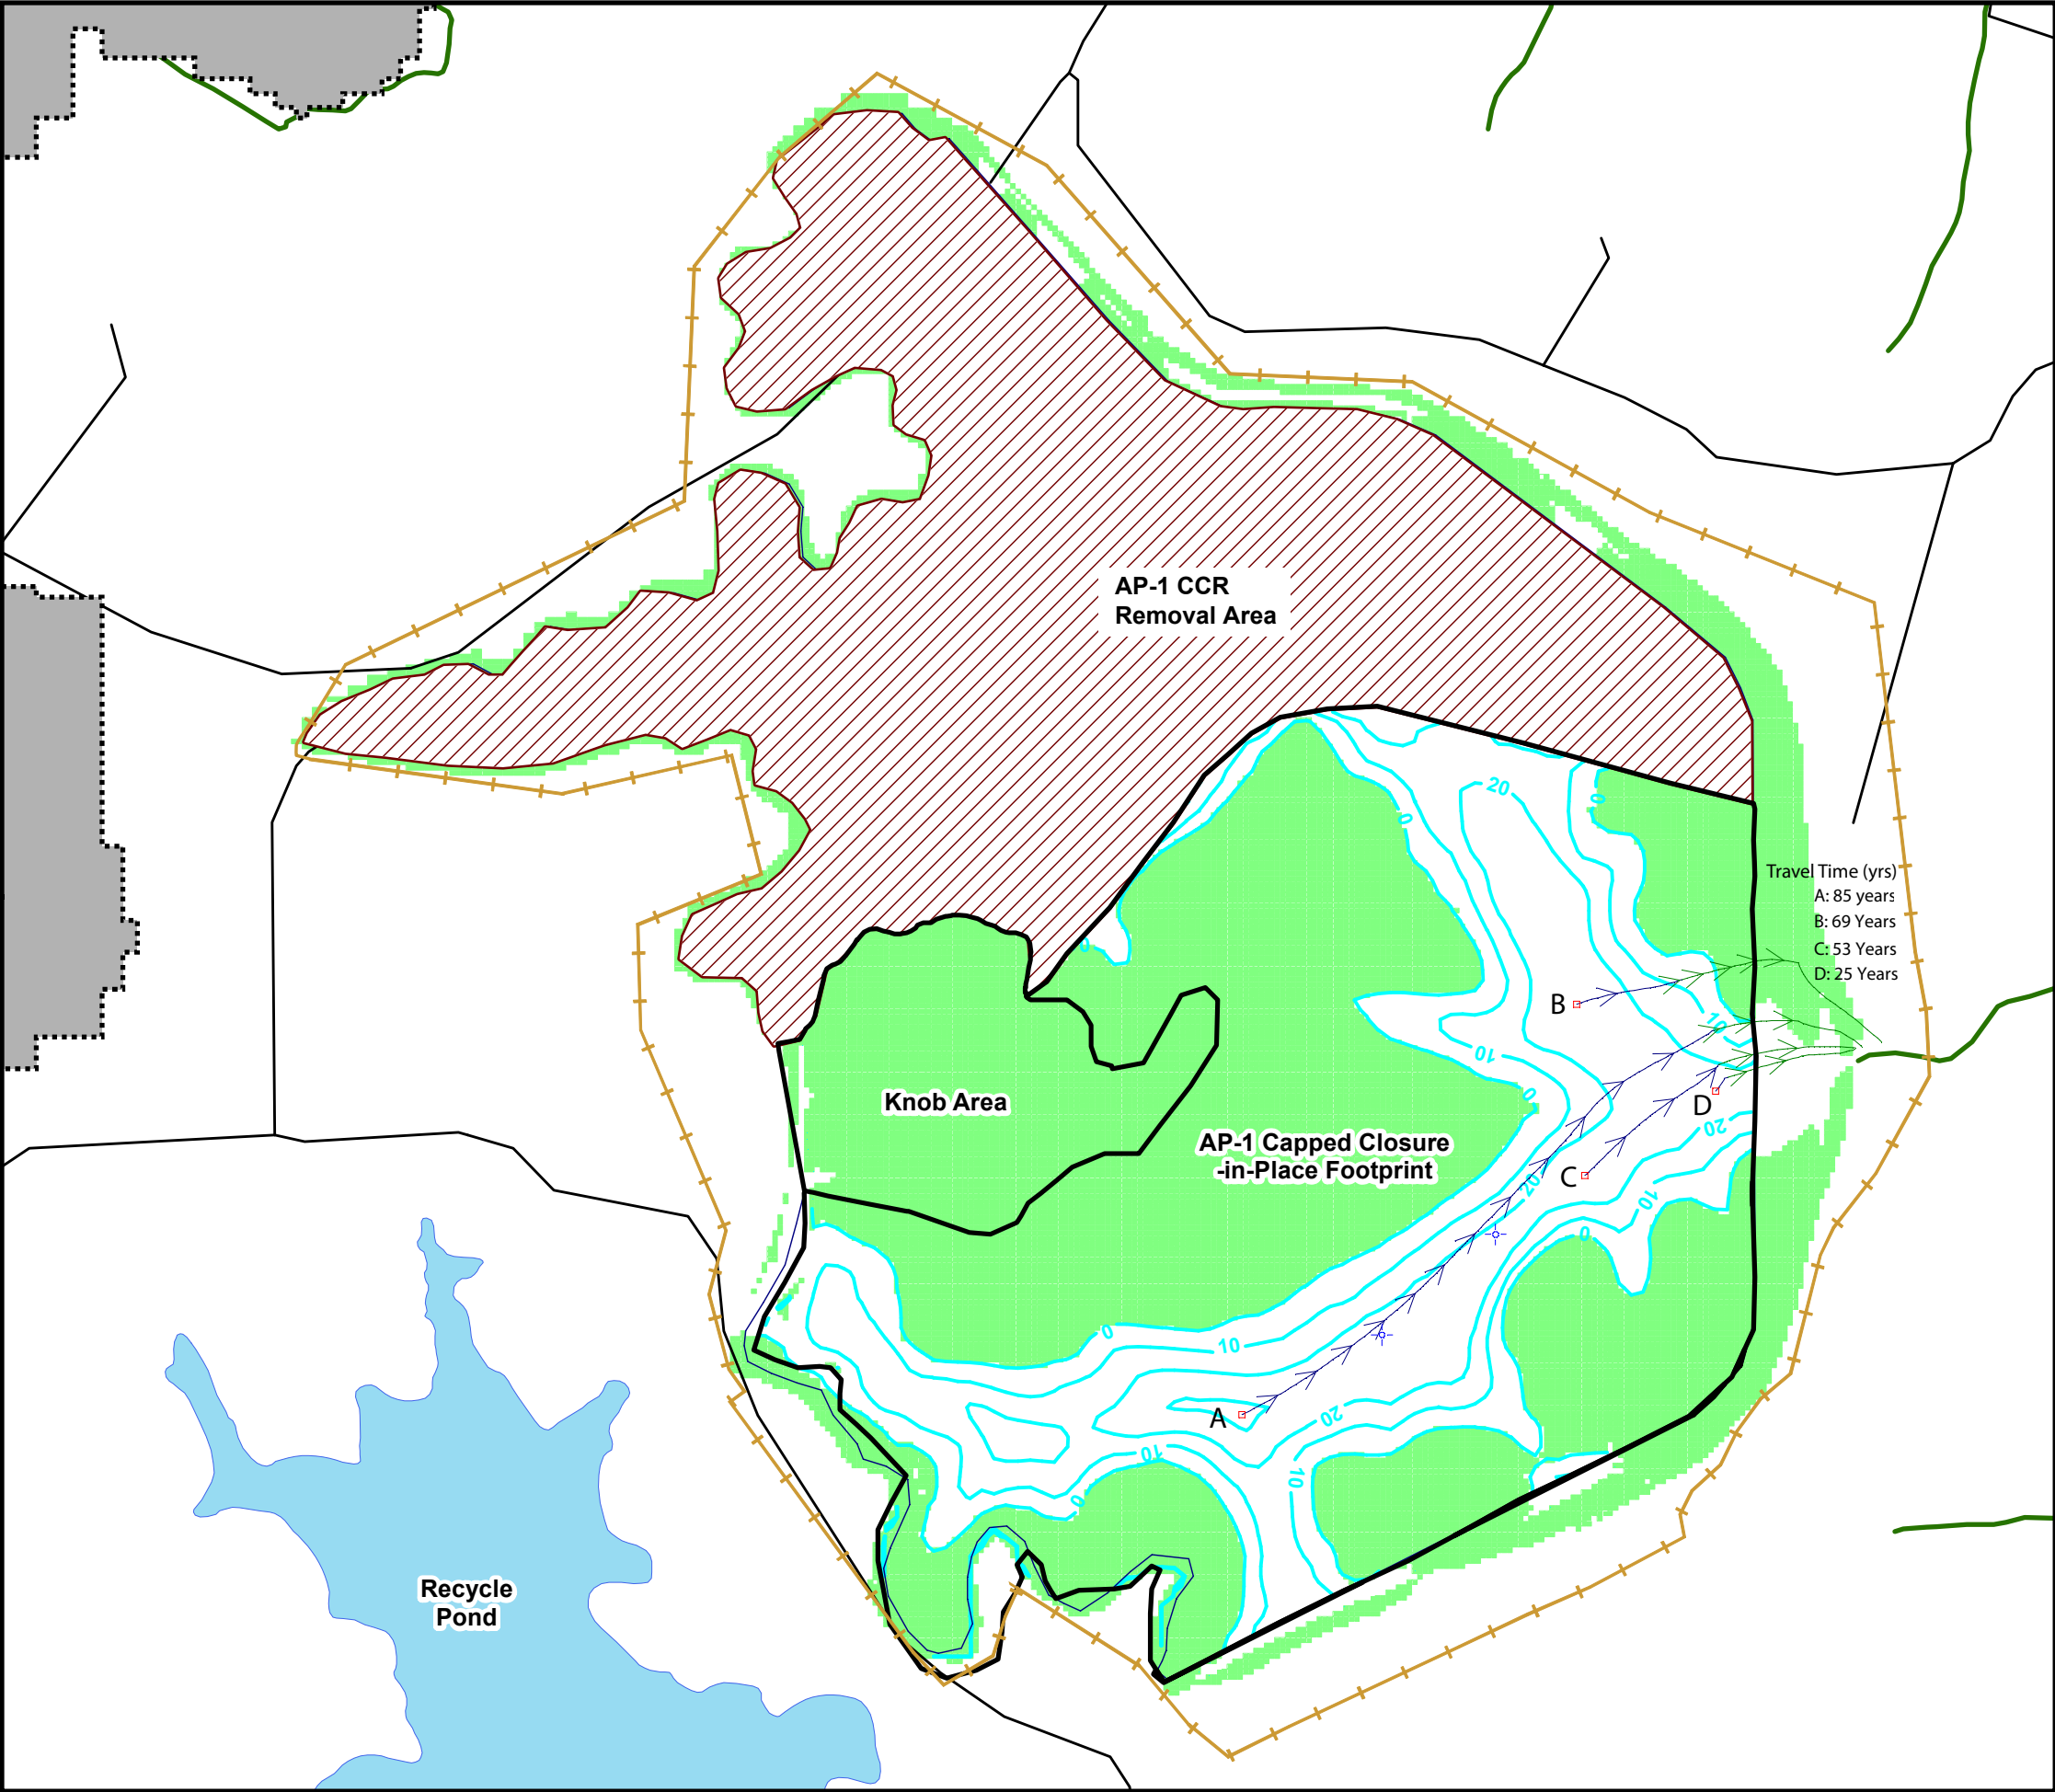 AP-1 CCR
Removal Area
20
0
0
Travel Time (yrs)
A: 85 years
B: 69 Years
C: 53 Years
D: 25 Years
0
B
10
10
0
Knob Area
D
20
AP-1 Capped Closure
-in-Place Footprint
C
20
10
0
0
10
A
20
10
10
0
Recycle
Pond